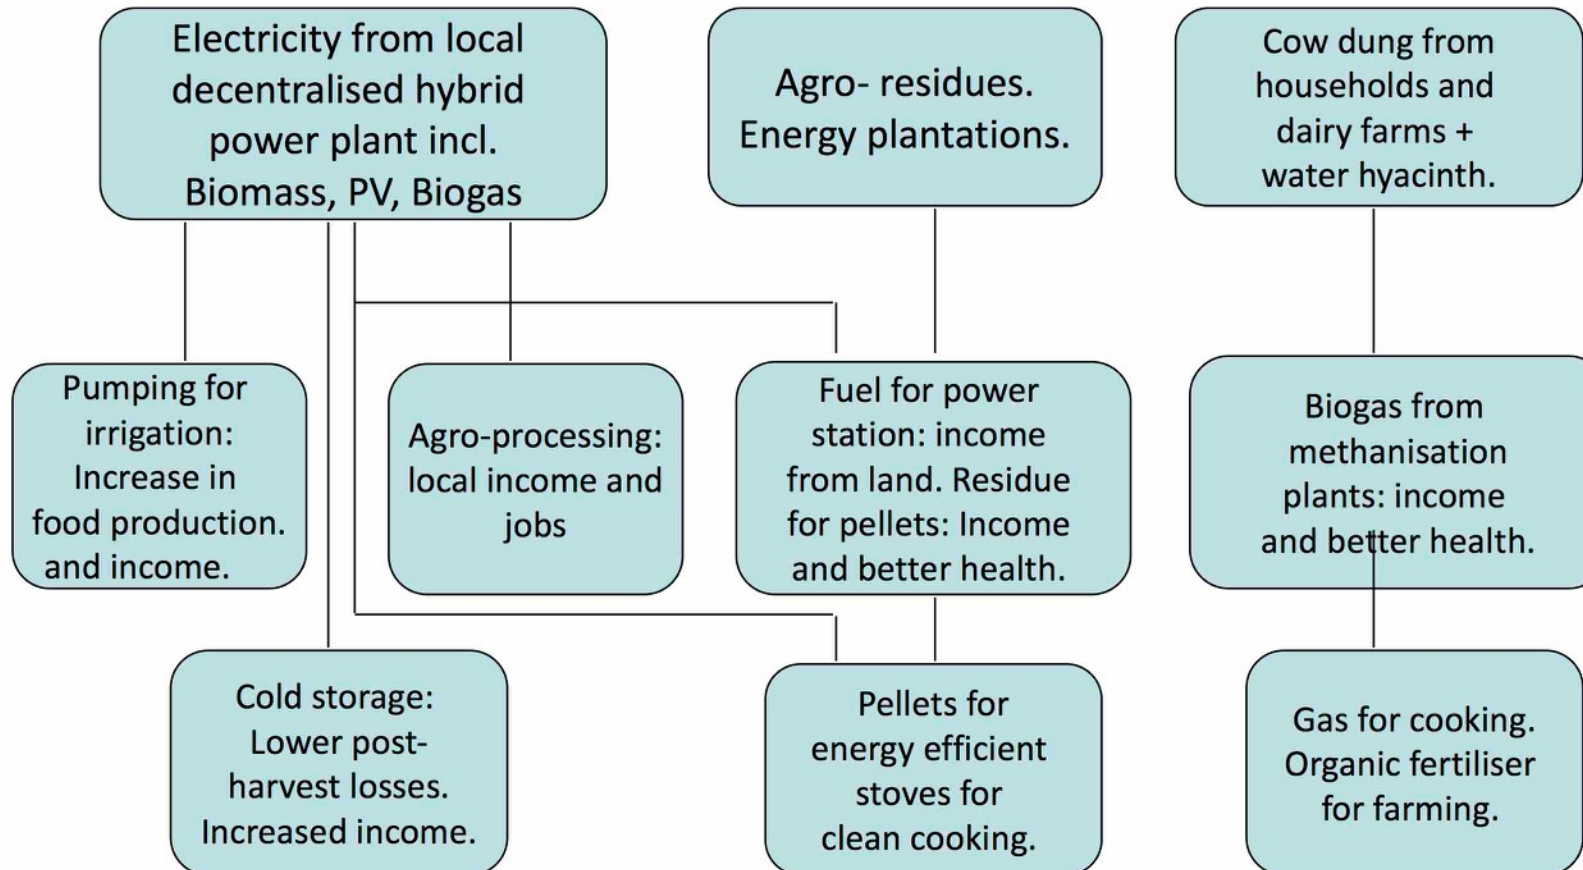 Electricity from local
decentralised hybrid
power plant incl.
Biomass, PV, Biogas
Agro- residues.
Energy plantations.
Cow dung from
households and
dairy farms +
water hyacinth.
Pumping for
irrigation:
Increase in
food production.
and income.
Agro-processing:
local income and
jobs
Fuel for power
station: income
from land. Residue
for pellets: Income
and better health.
Biogas from
methanisation
plants: income
and better health.
Cold storage:
Lower post-
harvest losses.
Increased income.
Pellets for
energy efficient
stoves for
clean cooking.
Gas for cooking.
Organic fertiliser
for farming.